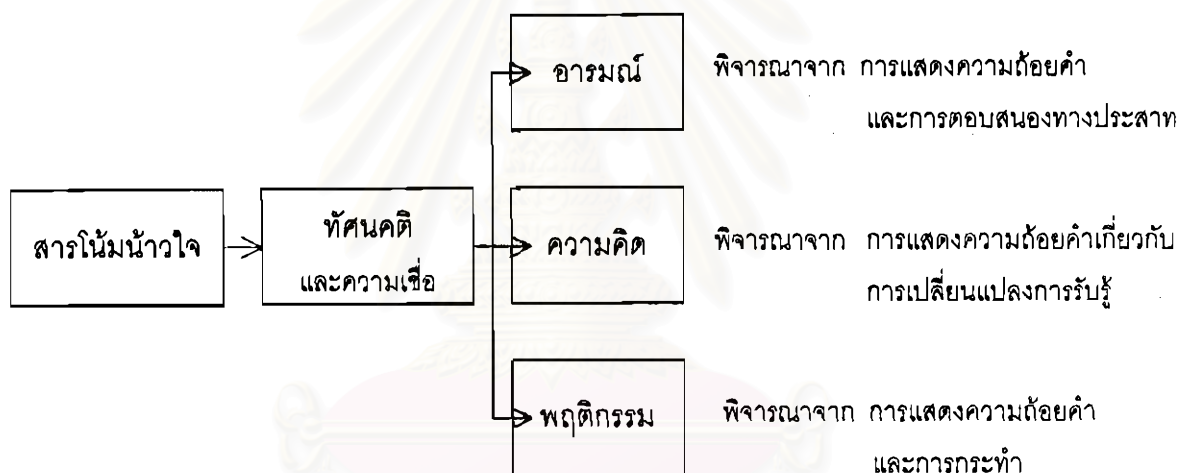 อารมณ์ พิจารณาจาก การแสดงความถ้อยคำ
และการตอบสนองทางประสาท
สารโน้มน้าวใจ
ทัศนคติ
และความเชื่อ
ความคิด พิจารณาจาก การแสดงความถ้อยคำเกี่ยวกับ
การเปลี่ยนแปลงการรับรู้
พฤติกรรม พิจารณาจาก การแสดงความถ้อยคำ
และการกระทำ